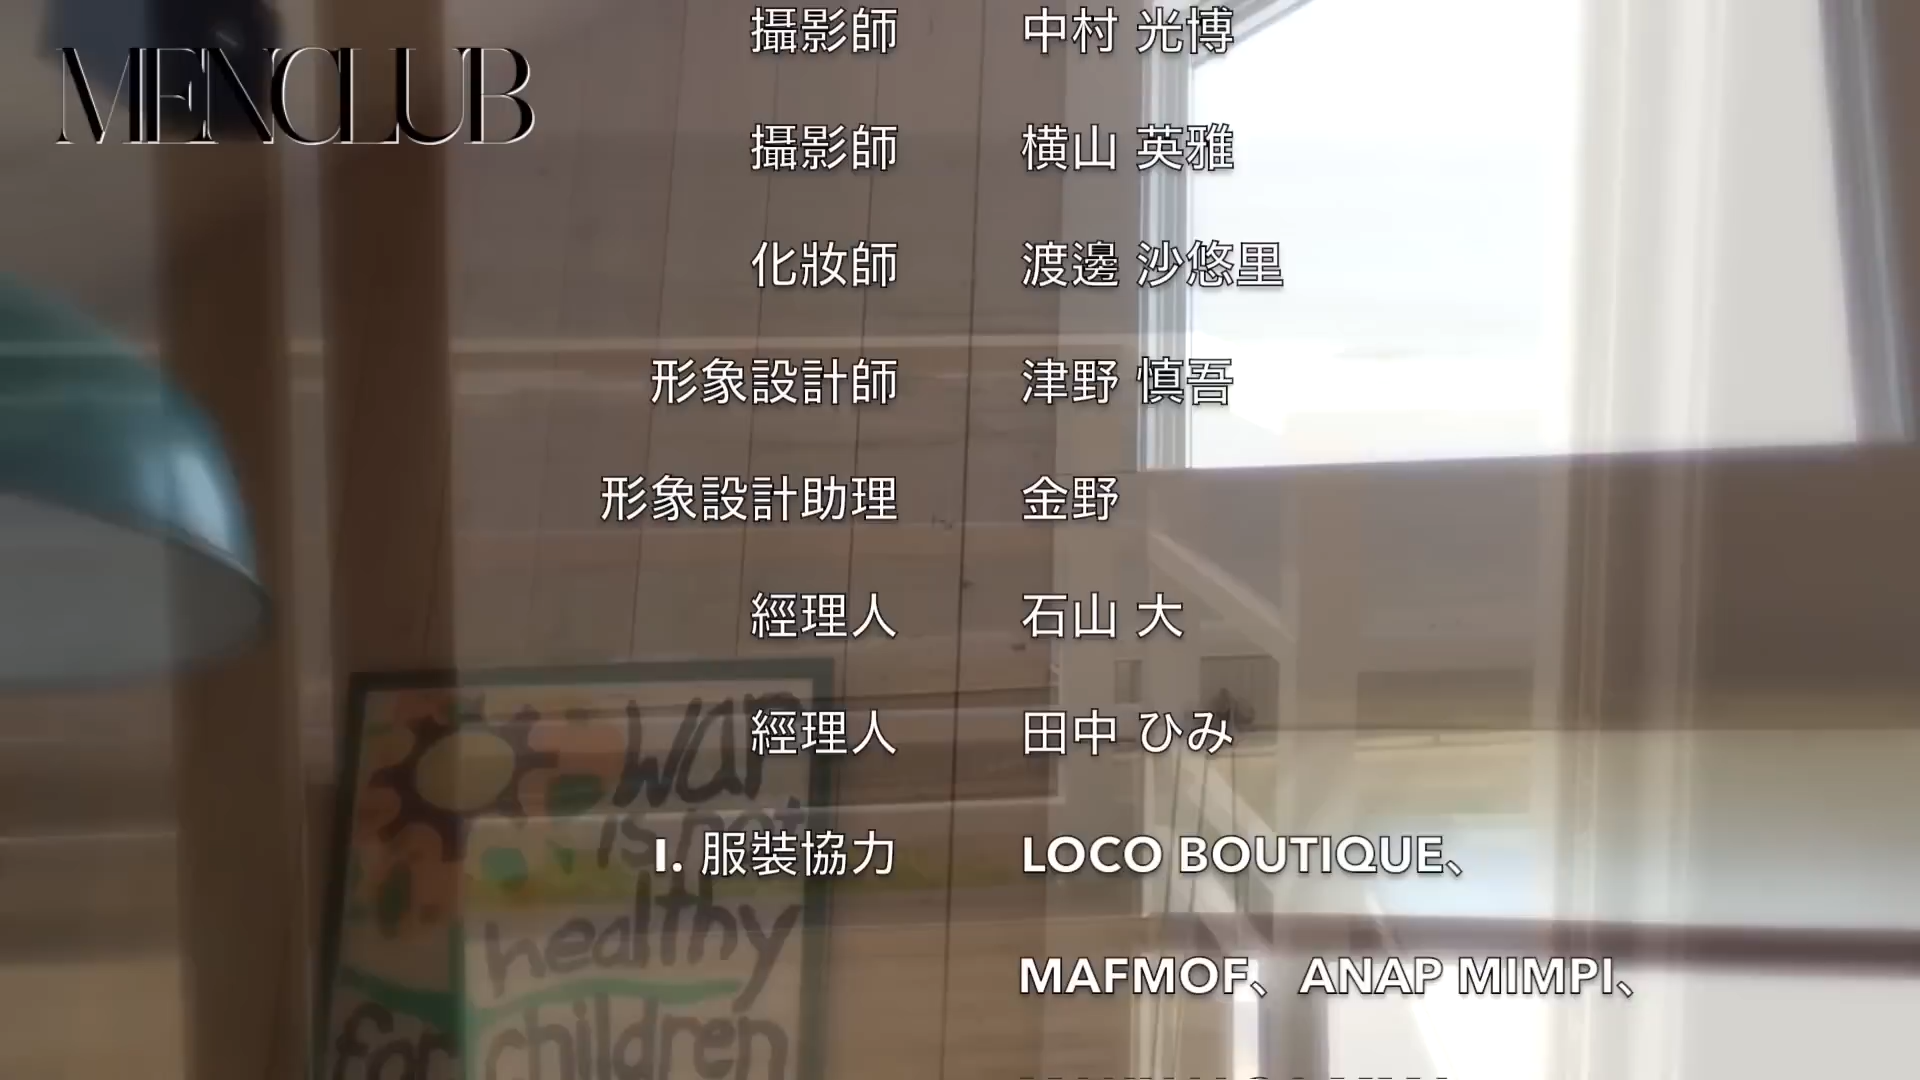 MENCLUB
攝影師 中村 光博
攝影師 横山 英雅
化妝師 渡邊 沙悠里
形象設計師 津野 慎吾
形象設計助理 金野
經理人 石山 大
經理人 田中 ひみ
I. 服裝協力 LOCO BOUTIQUE、
MAFMOF、ANAP MIMPI、
war
is not
healthy
for children